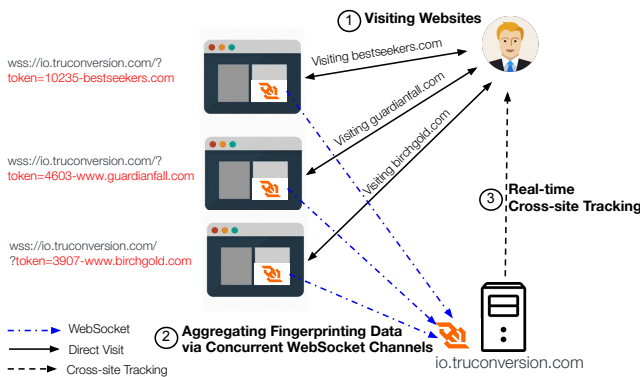 1 Visiting Websites
wss://io.truconversion.com/?
token=10235-bestseekers.com
Visiting bestseekers.com
Visiting guardianfall.com
wss://io.truconversion.com/?
token=4603-www.guardianfall.com
Visiting birchgold.com
3 Real-time
Cross-site Tracking
wss://io.truconversion.com/
?token=3907-www.birchgold.com
WebSocket
Direct Visit
Cross-site Tracking
2 Aggregating Fingerprinting Data
via Concurrent WebSocket Channels
io.truconversion.com